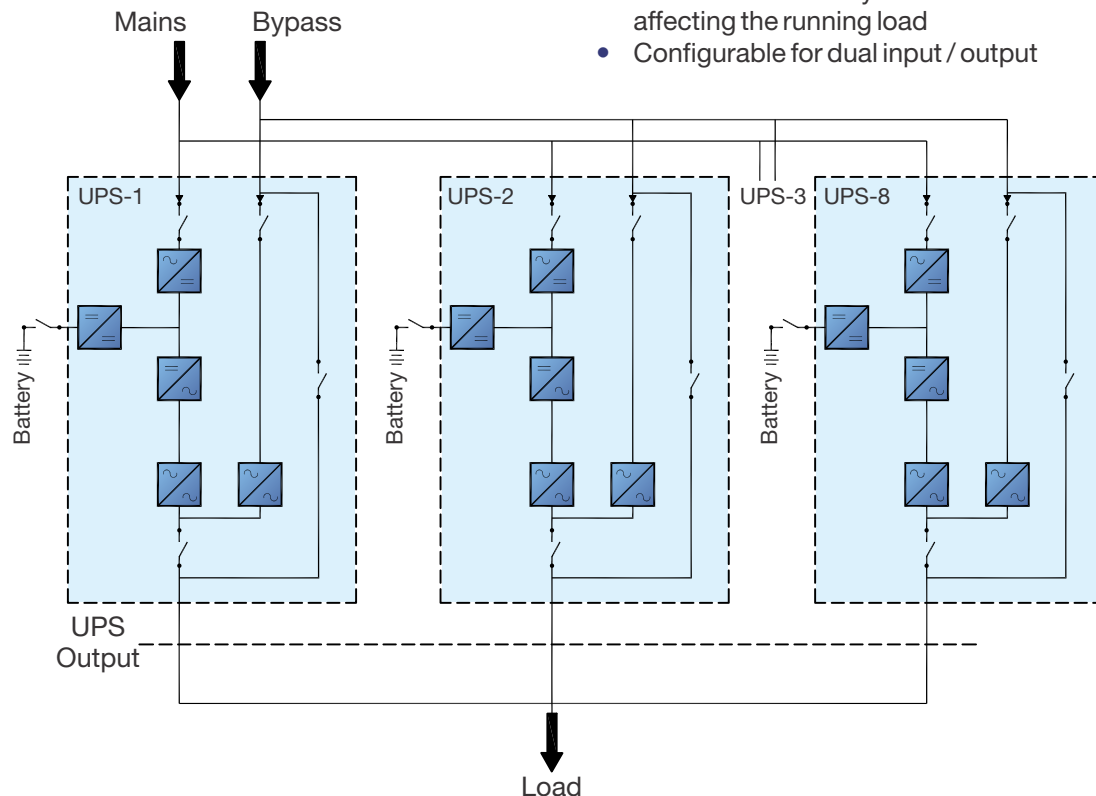 affecting the running load
• Configurable for dual input / output
Mains
Bypass
UPS-1
UPS-2
UPS-3
UPS-8
Battery
Battery
Battery
UPS
Output
Load